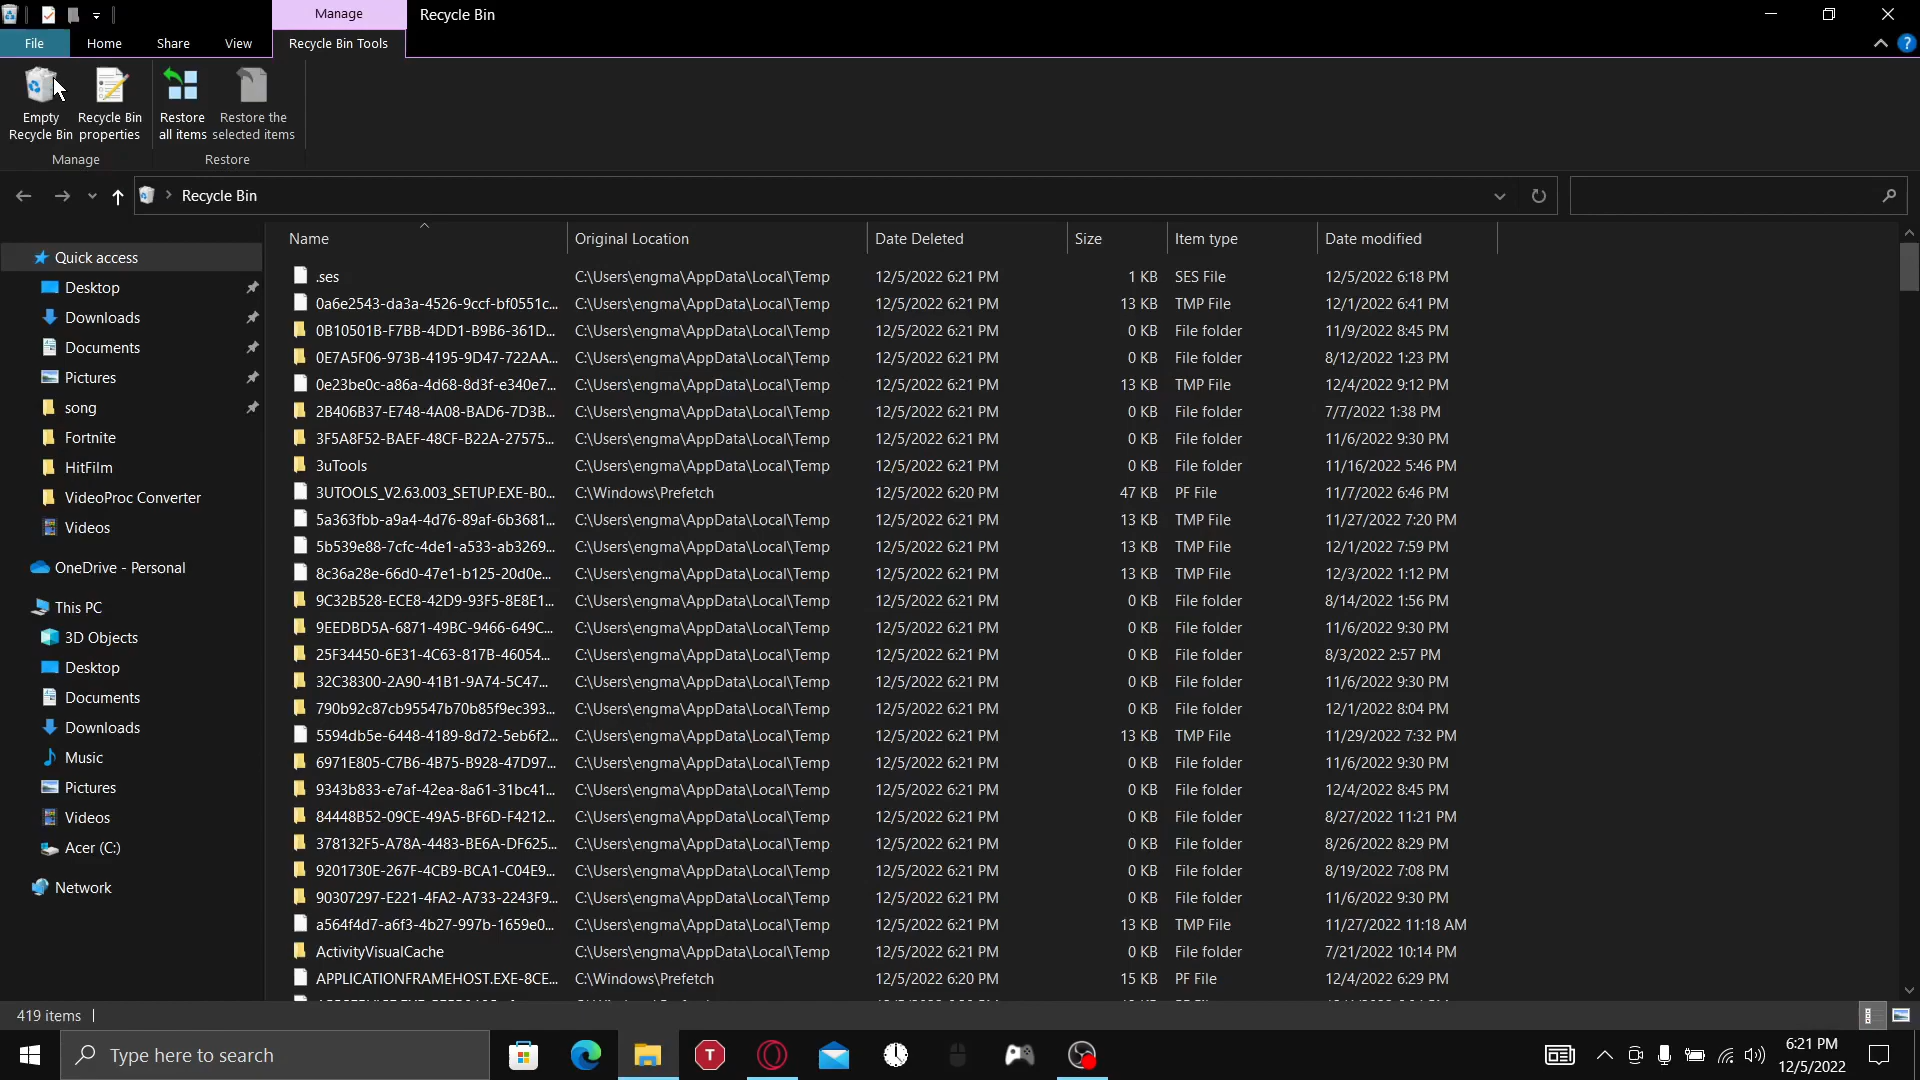 Manage
Recycle Bin
File
Home
Share
View
Recycle Bin Tools
Empty
Recycle Bin
Recycle Bin
properties
Restore
all items
Restore the
selected items
Manage
Restore
Recycle Bin
Name
Original Location
Date Deleted
Size
Item type
Date modified
.ses C:\Users\engma\AppData\Local\Temp 12/5/2022 6:21 PM 1 KB SES File 12/5/2022 6:18 PM
0a6e2543-da3a-4526-9ccf-bf0551c... C:\Users\engma\AppData\Local\Temp 12/5/2022 6:21 PM 13 KB TMP File 12/1/2022 6:41 PM
0B10501B-F7BB-4DD1-B9B6-361D... C:\Users\engma\AppData\Local\Temp 12/5/2022 6:21 PM 0 KB File folder 11/9/2022 8:45 PM
0E7A5F06-973B-4195-9D47-722AA... C:\Users\engma\AppData\Local\Temp 12/5/2022 6:21 PM 0 KB File folder 8/12/2022 1:23 PM
0e23be0c-a86a-4d68-8d3f-e340e7... C:\Users\engma\AppData\Local\Temp 12/5/2022 6:21 PM 13 KB TMP File 12/4/2022 9:12 PM
2B406B37-E748-4A08-BAD6-7D3B... C:\Users\engma\AppData\Local\Temp 12/5/2022 6:21 PM 0 KB File folder 7/7/2022 1:38 PM
3F5A8F52-BAEF-48CF-B22A-27575... C:\Users\engma\AppData\Local\Temp 12/5/2022 6:21 PM 0 KB File folder 11/6/2022 9:30 PM
3uTools C:\Users\engma\AppData\Local\Temp 12/5/2022 6:21 PM 0 KB File folder 11/16/2022 5:46 PM
3UTOOLS_V2.63.003_SETUP.EXE-B0... C:\Windows\Prefetch 12/5/2022 6:20 PM 47 KB PF File 11/7/2022 6:46 PM
5a363fbb-a9a4-4d76-89af-6b3681... C:\Users\engma\AppData\Local\Temp 12/5/2022 6:21 PM 13 KB TMP File 11/27/2022 7:20 PM
5b539e88-7cfc-4de1-a533-ab3269... C:\Users\engma\AppData\Local\Temp 12/5/2022 6:21 PM 13 KB TMP File 12/1/2022 7:59 PM
8c36a28e-66d0-47e1-b125-20d0e... C:\Users\engma\AppData\Local\Temp 12/5/2022 6:21 PM 13 KB TMP File 12/3/2022 1:12 PM
9C32B528-ECE8-42D9-93F5-8E8E1... C:\Users\engma\AppData\Local\Temp 12/5/2022 6:21 PM 0 KB File folder 8/14/2022 1:56 PM
9EEDBD5A-6871-49BC-9466-649C... C:\Users\engma\AppData\Local\Temp 12/5/2022 6:21 PM 0 KB File folder 11/6/2022 9:30 PM
25F34450-6E31-4C63-817B-46054... C:\Users\engma\AppData\Local\Temp 12/5/2022 6:21 PM 0 KB File folder 8/3/2022 2:57 PM
32C38300-2A90-41B1-9A74-5C47... C:\Users\engma\AppData\Local\Temp 12/5/2022 6:21 PM 0 KB File folder 11/6/2022 9:30 PM
790b92c87cb95547b70b85f9ec393... C:\Users\engma\AppData\Local\Temp 12/5/2022 6:21 PM 0 KB File folder 12/1/2022 8:04 PM
5594db5e-6448-4189-8d72-5eb6f2... C:\Users\engma\AppData\Local\Temp 12/5/2022 6:21 PM 13 KB TMP File 11/29/2022 7:32 PM
6971E805-C7B6-4B75-B928-47D97... C:\Users\engma\AppData\Local\Temp 12/5/2022 6:21 PM 0 KB File folder 11/6/2022 9:30 PM
9343b833-e7af-42ea-8a61-31bc41... C:\Users\engma\AppData\Local\Temp 12/5/2022 6:21 PM 0 KB File folder 12/4/2022 8:45 PM
84448B52-09CE-49A5-BF6D-F4212... C:\Users\engma\AppData\Local\Temp 12/5/2022 6:21 PM 0 KB File folder 8/27/2022 11:21 PM
378132F5-A78A-4483-BE6A-DF625... C:\Users\engma\AppData\Local\Temp 12/5/2022 6:21 PM 0 KB File folder 8/26/2022 8:29 PM
9201730E-267F-4CB9-BCA1-C04E9... C:\Users\engma\AppData\Local\Temp 12/5/2022 6:21 PM 0 KB File folder 8/19/2022 7:08 PM
90307297-E221-4FA2-A733-2243F9... C:\Users\engma\AppData\Local\Temp 12/5/2022 6:21 PM 0 KB File folder 11/6/2022 9:30 PM
a564f4d7-a6f3-4b27-997b-1659e0... C:\Users\engma\AppData\Local\Temp 12/5/2022 6:21 PM 13 KB TMP File 11/27/2022 11:18 AM
ActivityVisualCache C:\Users\engma\AppData\Local\Temp 12/5/2022 6:21 PM 0 KB File folder 7/21/2022 10:14 PM
APPLICATIONFRAMEHOST.EXE-8CE... C:\Windows\Prefetch 12/5/2022 6:20 PM 15 KB PF File 12/4/2022 6:29 PM
Quick access
Desktop
Downloads
Documents
Pictures
song
Fortnite
HitFilm
VideoProc Converter
Videos
OneDrive - Personal
This PC
3D Objects
Desktop
Documents
Downloads
Music
Pictures
Videos
Acer (C:)
Network
419 items
Type here to search
6:21 PM
12/5/2022